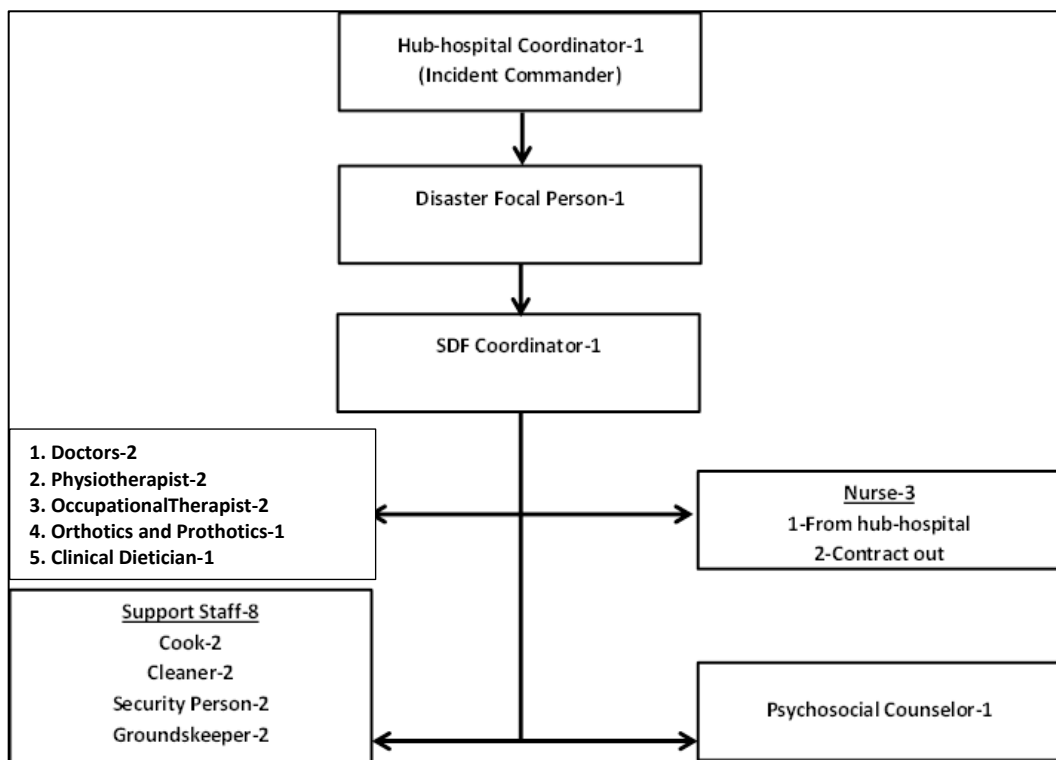 Hub-hospital Coordinator-1
(Incident Commander)
Disaster Focal Person-1
SDF Coordinator-1
1. Doctors-2
2. Physiotherapist-2
3. OccupationalTherapist-2
4. Orthotics and Prothotics-1
5. Clinical Dietician-1
Nurse-3
1-From hub-hospital
2-Contract out
Support Staff-8
Cook-2
Cleaner-2
Security Person-2
Groundskeeper-2
Psychosocial Counselor-1